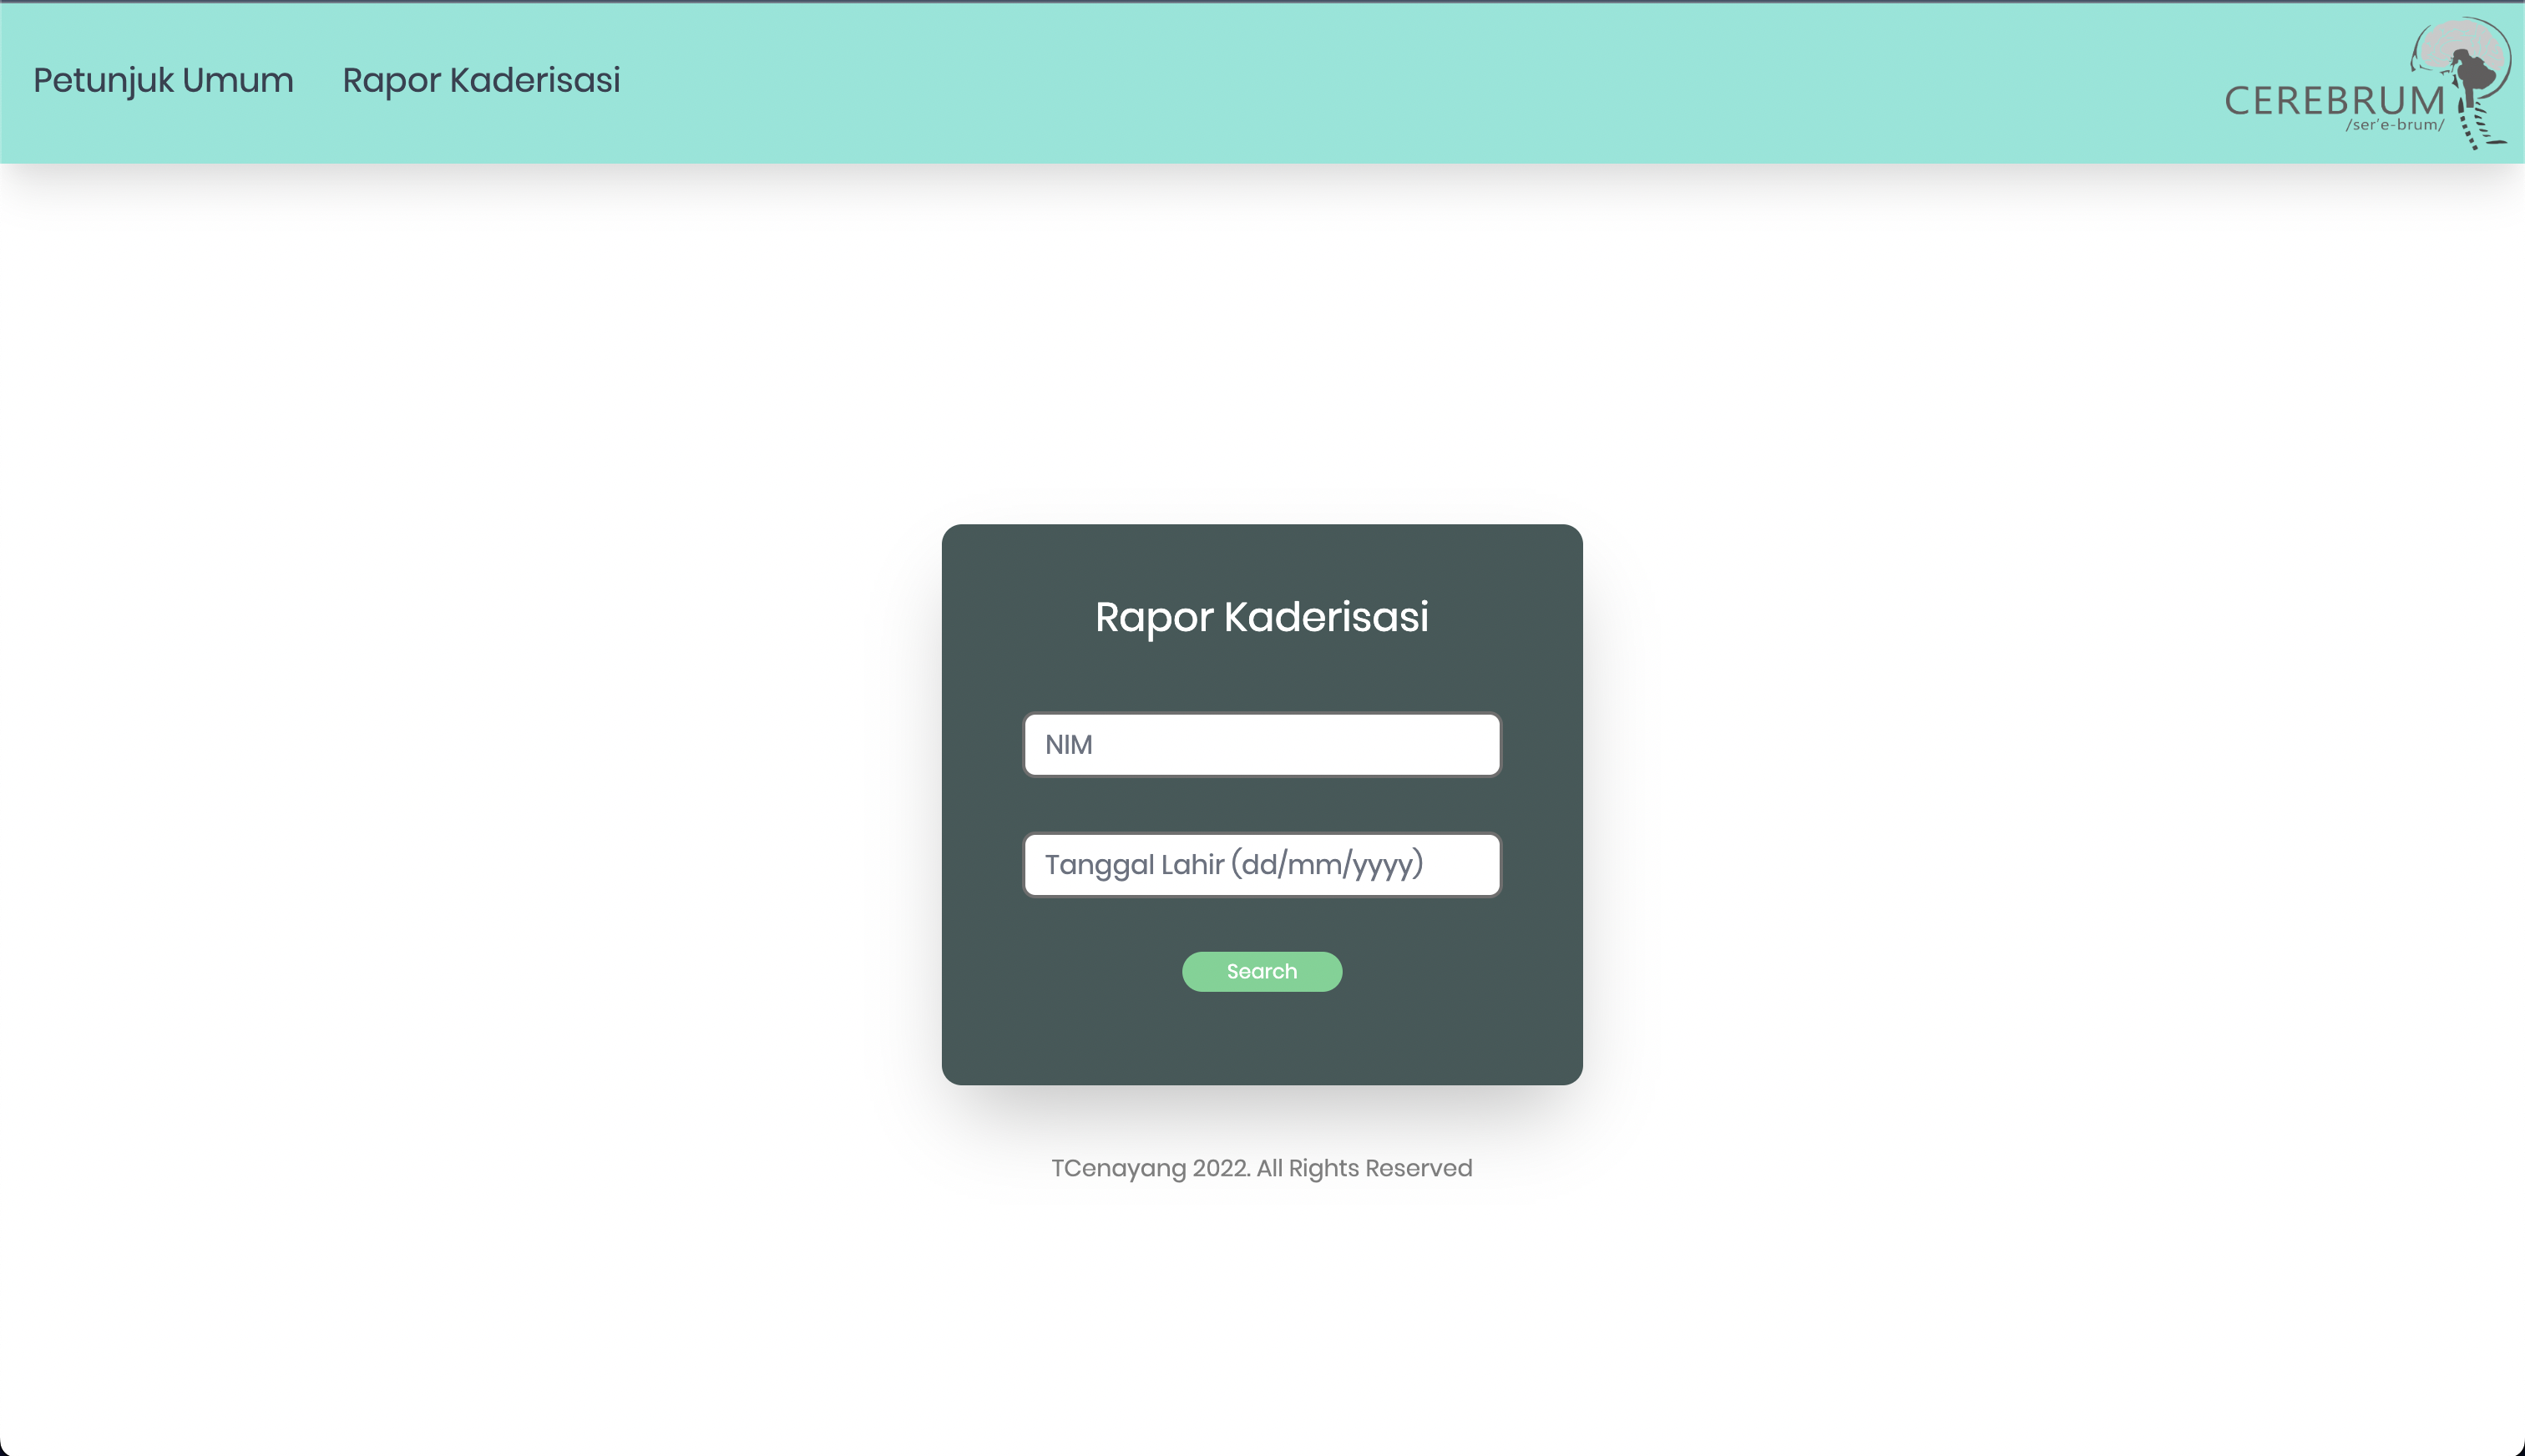 Petunjuk Umum
Rapor Kaderisasi
CEREBRUM
/ser'e-brum/
Rapor Kaderisasi
NIM
Tanggal Lahir (dd/mm/yyyy)
Search
TCenayang 2022. All Rights Reserved